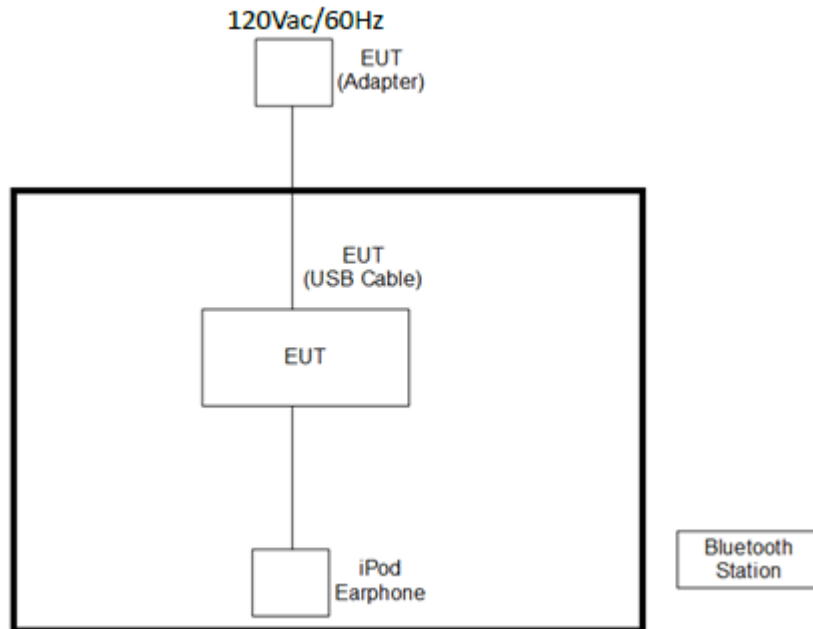 120Vac/60Hz
EUT
(Adapter)
EUT
(USB Cable)
EUT
iPod
Earphone
Bluetooth
Station